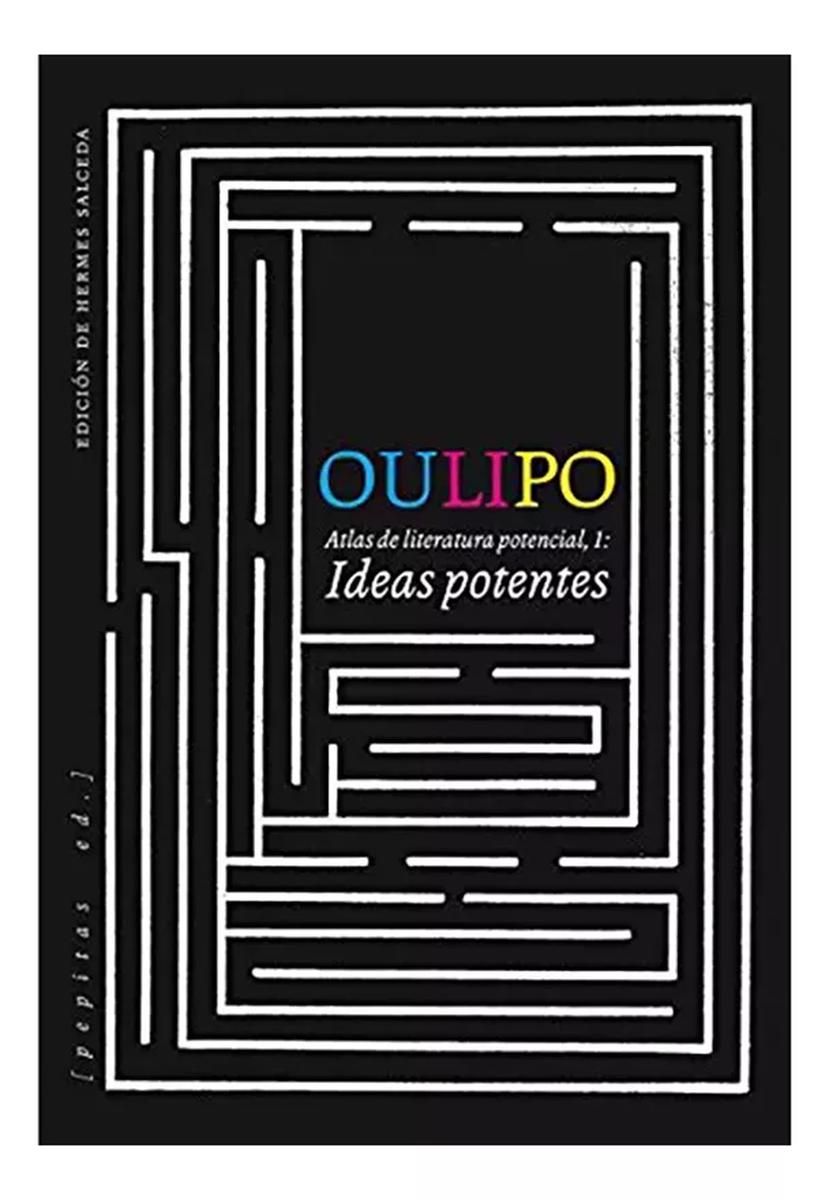 EDICIÓN DE HERMES SALCEDA
OULIPO
Atlas de literatura potencial, 1:
Ideas potentes
[pepitas ed.]